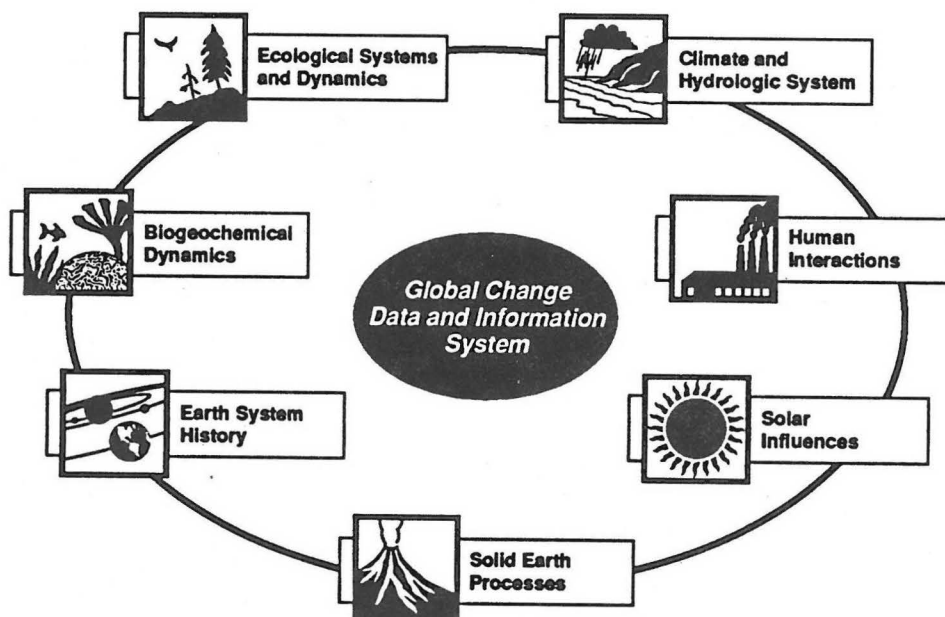 Ecological Systems
and Dynamics
Climate and
Hydrologic System
Biogeochemical
Dynamics
Human
Interactions
Global Change
Data and Information
System
Earth System
History
Solar
Influences
Solid Earth
Processes